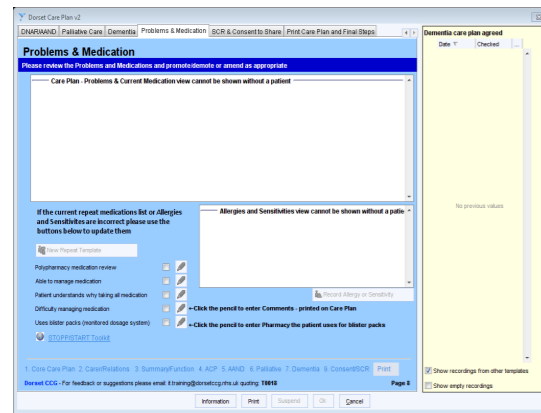 Dorset Care Plan v2
DNAR/AAND Palliative Care Dementia Problems & Medication SCR & Consent to Share Print Care Plan and Final Steps
Problems & Medication
Please review the Problems and Medications and promote/demote or amend as appropriate
Care Plan - Problems & Current Medication view cannot be shown without a patient
If the current repeat medications list or Allergies
and Sensitivites are incorrect please use the
buttons below to update them
Allergies and Sensitivities view cannot be shown without a patie
New Repeat Template
Polypharmacy medication review
Able to manage medication
Patient understands why taking all medication
Record Allergy or Sensitivity
Difficulty managing medication
Click the pencil to enter Comments - printed on Care Plan
Uses blister packs (monitored dosage system)
Click the pencil to enter Pharmacy the patient uses for blister packs
STOPP/START Toolkit
1. Core Care Plan 2. Carer/Relations 3. Summary/Function 4. ACP 5. AAND 6. Palliative 7. Dementia 9. Consent/SCR Print
Dorset CCG - For feedback or suggestions please email it.training@dorsetccg.nhs.uk quoting T0018 Page 8
Information Print Suspend Ok Cancel
Dementia care plan agreed
Date Checked ...
No previous values
Show recordings from other templates
Show empty recordings